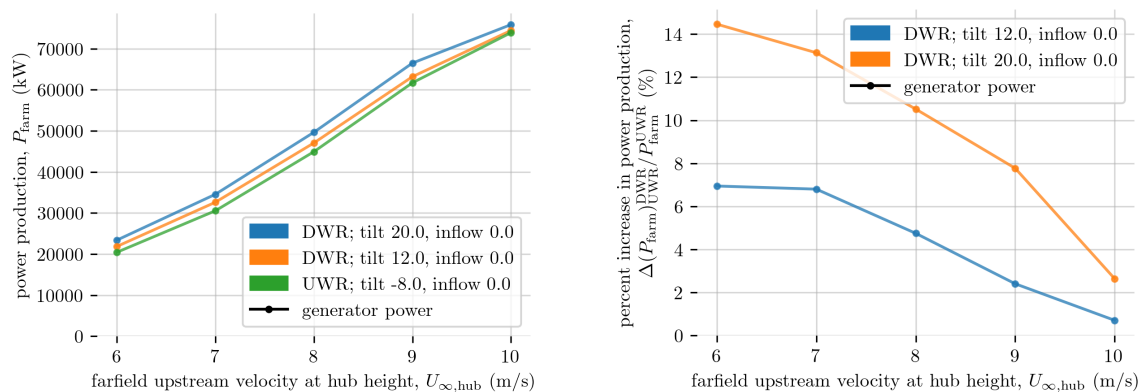 power production, P_farm (kW)
70000
60000
50000
40000
30000
20000
10000
0
6 7 8 9 10
farfield upstream velocity at hub height, U_∞,hub (m/s)
DWR; tilt 20.0, inflow 0.0
DWR; tilt 12.0, inflow 0.0
UWR; tilt -8.0, inflow 0.0
generator power
percent increase in power production,
Δ(P_farm)^DWR_UWR/P^UWR_farm (%)
14
12
10
8
6
4
2
0
6 7 8 9 10
farfield upstream velocity at hub height, U_∞,hub (m/s)
DWR; tilt 12.0, inflow 0.0
DWR; tilt 20.0, inflow 0.0
generator power